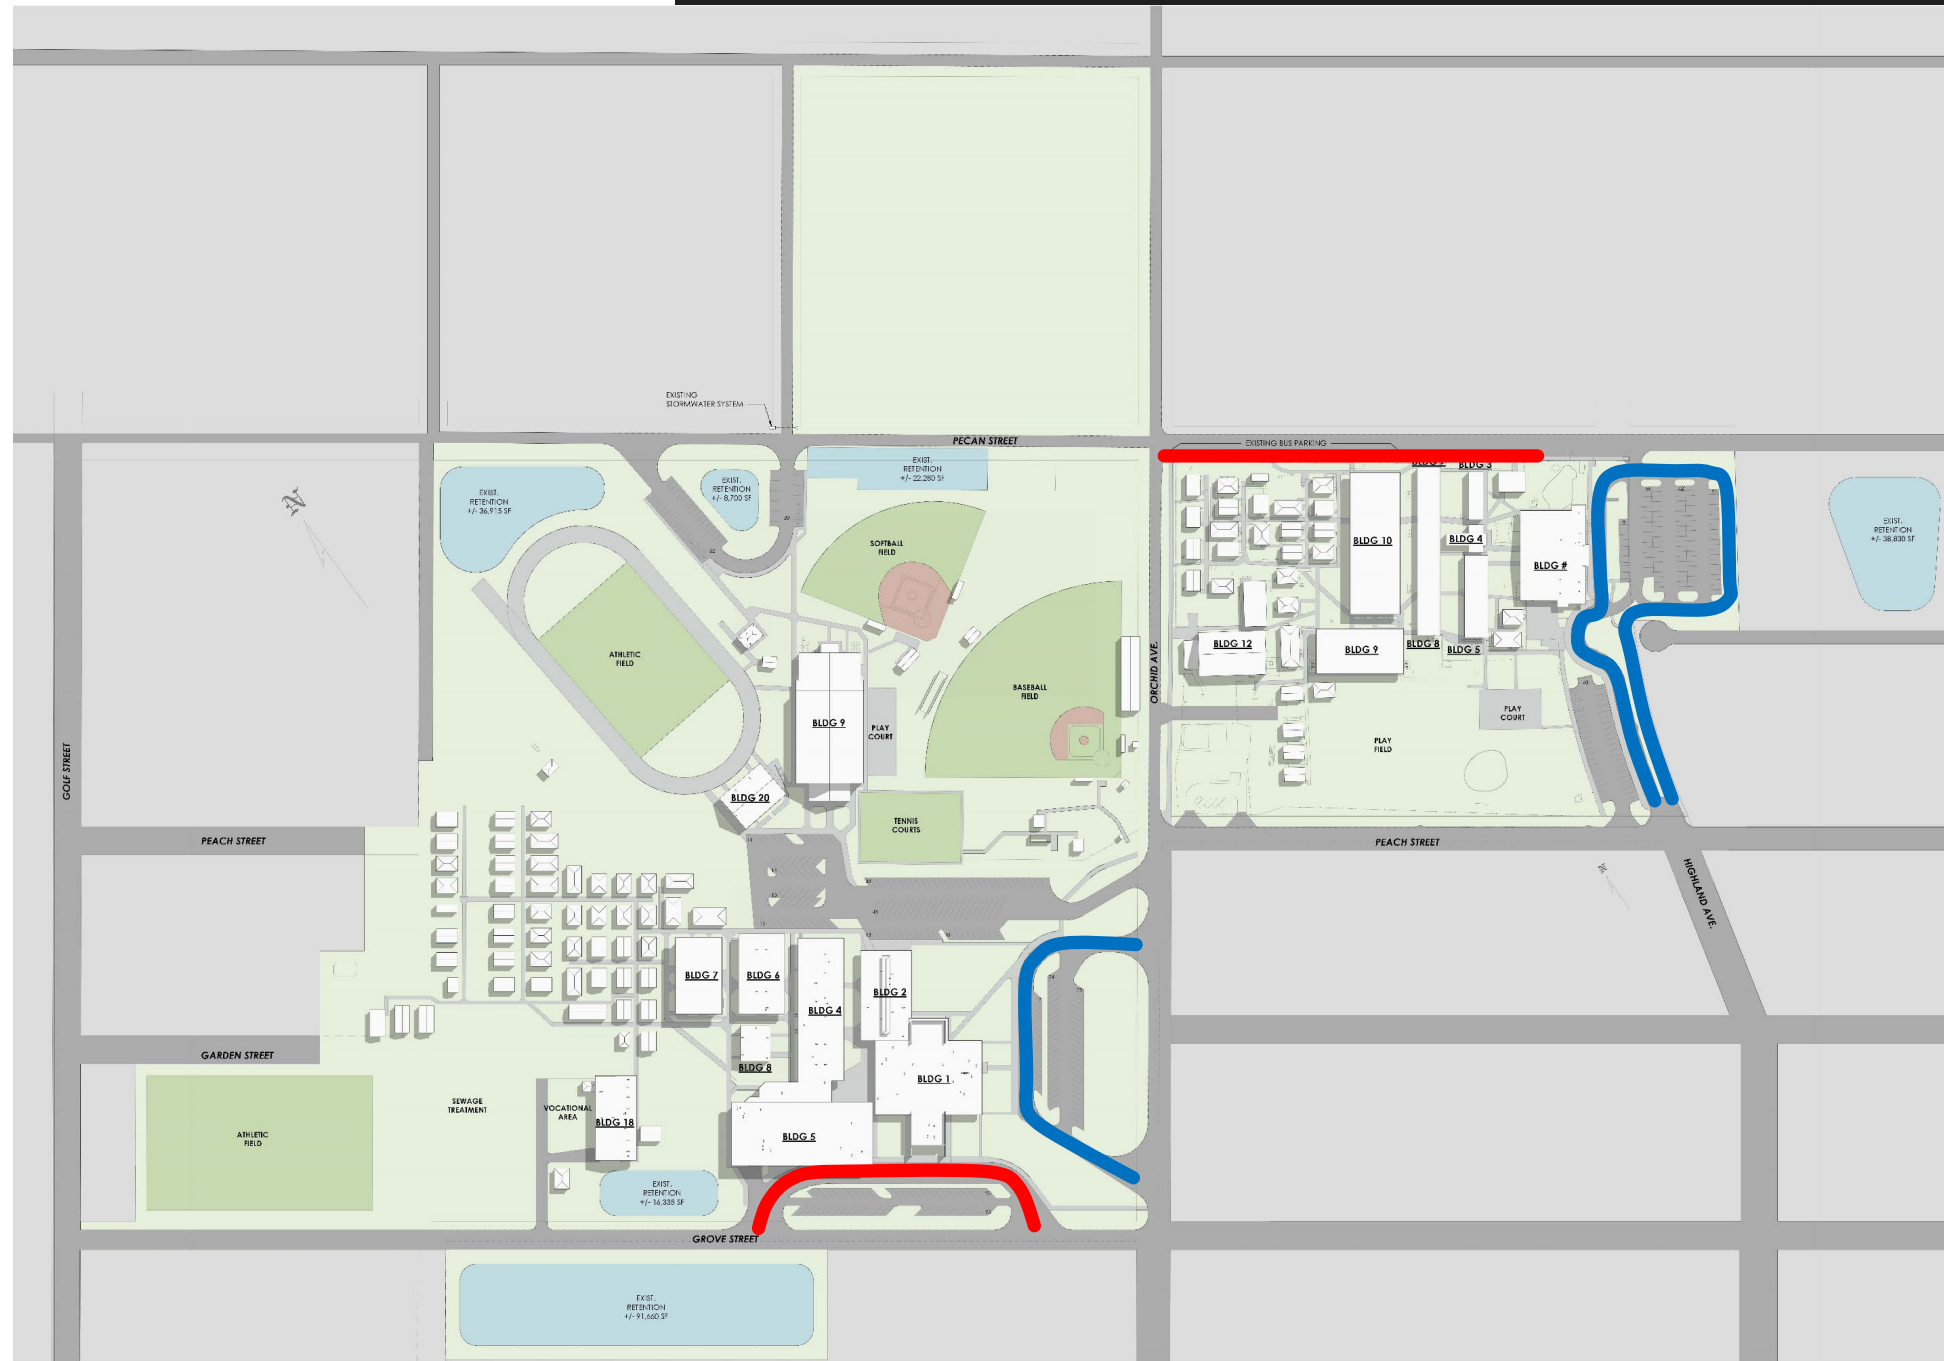 EXISTING
STORMWATER SYSTEM
PECAN STREET
EXISTING BUS PARKING
EXIST.
RETENTION
+/- 36,915 SF
EXIST.
RETENTION
+/- 8,700 SF
EXIST.
RETENTION
+/- 22,280 SF
BLDG 3
EXIST.
RETENTION
+/- 38,830 SF
SOFTBALL
FIELD
BLDG 10
BLDG 4
BLDG #
ATHLETIC
FIELD
BASEBALL
FIELD
ORCHID AVE.
BLDG 12
BLDG 9
BLDG 8
BLDG 5
BLDG 9
PLAY
COURT
PLAY
COURT
PLAY
FIELD
GOLF STREET
BLDG 20
TENNIS
COURTS
PEACH STREET
PEACH STREET
HIGHLAND AVE.
N
BLDG 7
BLDG 6
BLDG 2
BLDG 4
GARDEN STREET
BLDG 8
BLDG 1
SEWAGE
TREATMENT
VOCATIONAL
AREA
BLDG 18
ATHLETIC
FIELD
BLDG 5
EXIST.
RETENTION
+/- 16,335 SF
GROVE STREET
EXIST.
RETENTION
+/- 91,660 SF